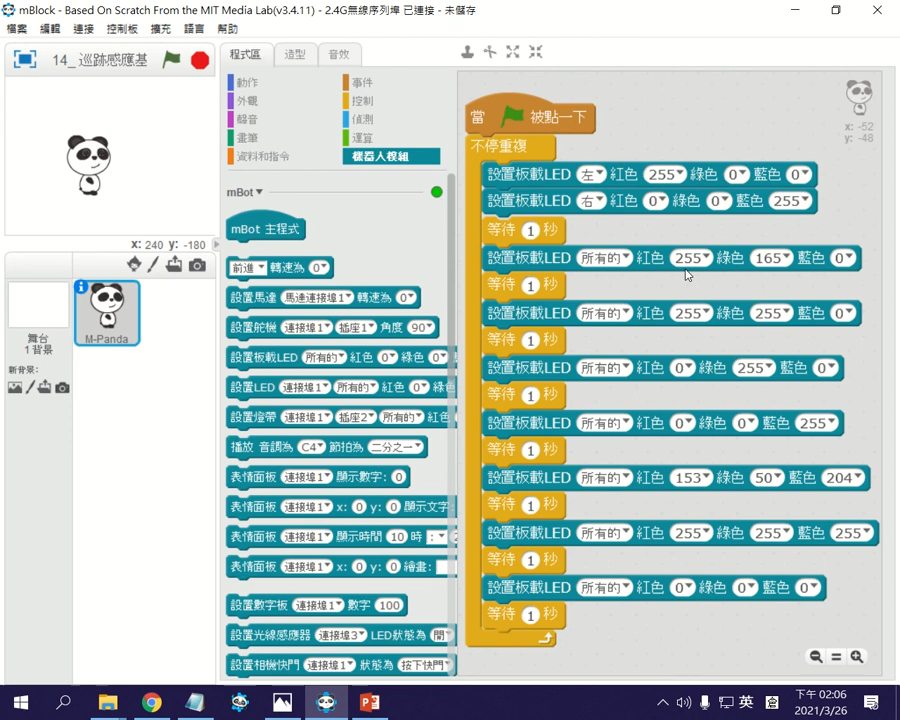 mBlock - Based On Scratch From the MIT Media Lab(v3.4.11) - 2.4G無線序列埠 已連接 - 未儲存
檔案 編輯 連接 控制板 擴充 語言 幫助
14_ 巡跡感應基
程式區 造型 音效
動作 事件
外觀 控制
聲音 偵測
畫筆 運算
資料和指令 機器人模組
mBot
mBot 主程式
前進 轉速為 0
設置馬達 馬達連接埠1 轉速為 0
設置舵機 連接埠1 插座1 角度 90
設置板載LED 所有的 紅色 0 綠色 0
設置LED 連接埠1 所有的 紅色 0 綠色
設置燈帶 連接埠1 插座2 所有的 紅色
播放 音調為 C4 節拍為 二分之一
表情面板 連接埠1 顯示數字: 0
表情面板 連接埠1 x: 0 y: 0 顯示文字
表情面板 連接埠1 顯示時間 10 時 :
表情面板 連接埠1 x: 0 y: 0 繪畫:
設置數字板 連接埠1 數字 100
設置光線感應器 連接埠3 LED狀態為 開
設置相機快門 連接埠1 狀態為 按下快門
x: 240 y: -180
舞台
1 背景
新背景:
M-Panda
當 被點一下
不停重複
設置板載LED 左 紅色 255 綠色 0 藍色 0
設置板載LED 右 紅色 0 綠色 0 藍色 255
等待 1 秒
設置板載LED 所有的 紅色 255 綠色 165 藍色 0
等待 1 秒
設置板載LED 所有的 紅色 255 綠色 255 藍色 0
等待 1 秒
設置板載LED 所有的 紅色 0 綠色 255 藍色 0
等待 1 秒
設置板載LED 所有的 紅色 0 綠色 0 藍色 255
等待 1 秒
設置板載LED 所有的 紅色 153 綠色 50 藍色 204
等待 1 秒
設置板載LED 所有的 紅色 255 綠色 255 藍色 255
等待 1 秒
設置板載LED 所有的 紅色 0 綠色 0 藍色 0
等待 1 秒
x: -52
y: -48
英
下午 02:06
2021/3/26